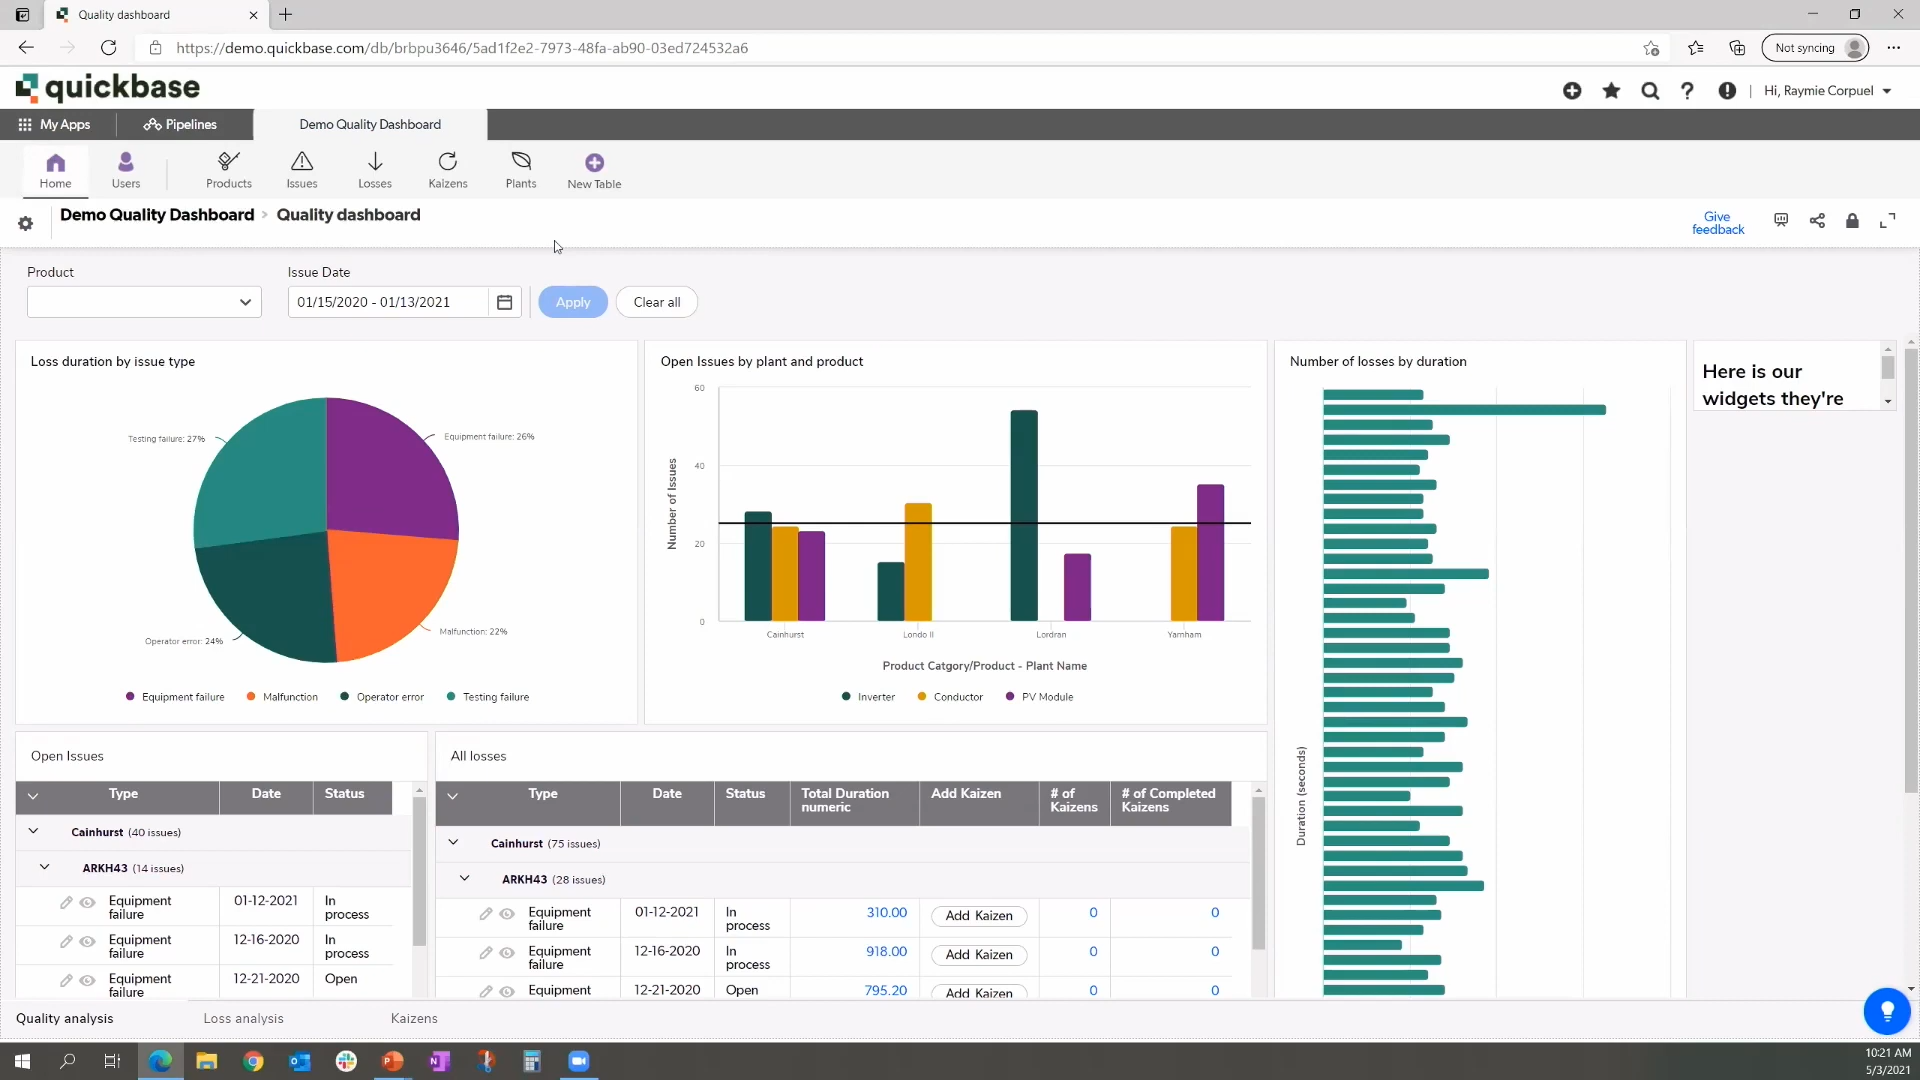 Quality dashboard
https://demo.quickbase.com/db/brbpu3646/5ad1f2e2-7973-48fa-ab90-03ed724532a6
Not syncing
quickbase
Hi, Raymie Corpuel
My Apps
Pipelines
Demo Quality Dashboard
Home
Users
Products
Issues
Losses
Kaizens
Plants
New Table
Demo Quality Dashboard > Quality dashboard
Give
feedback
Product
Issue Date
01/15/2020 - 01/13/2021
Apply
Clear all
Loss duration by issue type
Testing failure: 27%
Equipment failure: 26%
Operator error: 24%
Malfunction: 22%
Equipment failure
Malfunction
Operator error
Testing failure
Open Issues by plant and product
60
40
20
0
Number of Issues
Cainhurst
Londo II
Lordran
Yarnham
Product Catgory/Product - Plant Name
Inverter
Conductor
PV Module
Number of losses by duration
Duration (seconds)
Here is our
widgets they're
Open Issues
Type Date Status
Cainhurst (40 issues)
ARKH43 (14 issues)
Equipment failure 01-12-2021 In process
Equipment failure 12-16-2020 In process
Equipment failure 12-21-2020 Open
All losses
Type Date Status Total Duration numeric Add Kaizen # of Kaizens # of Completed Kaizens
Cainhurst (75 issues)
ARKH43 (28 issues)
Equipment failure 01-12-2021 In process 310.00 Add Kaizen 0 0
Equipment failure 12-16-2020 In process 918.00 Add Kaizen 0 0
Equipment 12-21-2020 Open 795.20 Add Kaizen 0 0
Quality analysis
Loss analysis
Kaizens
10:21 AM
5/3/2021